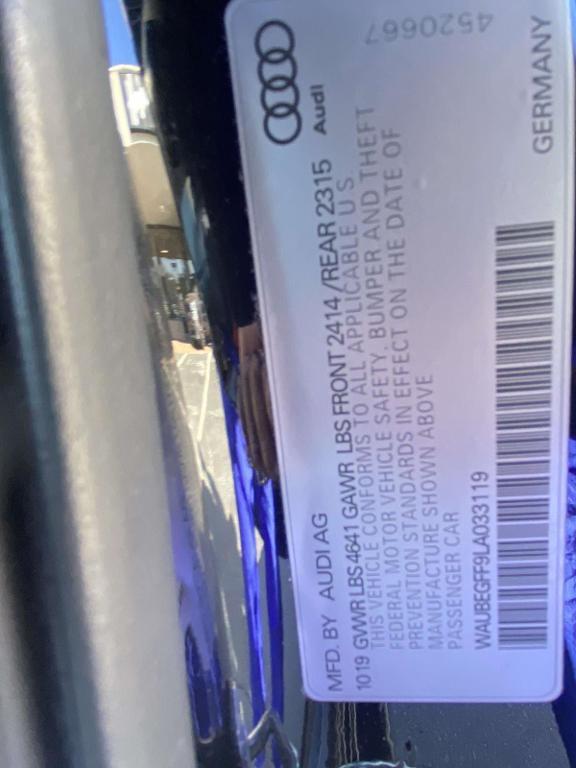 4520667
Audi
GERMANY
MFD. BY AUDI AG
10 19 GVWR LBS 4641 GAWR LBS FRONT 2414 /REAR 2315
THIS VEHICLE CONFORMS TO ALL APPLICABLE U S
FEDERAL MOTOR VEHICLE SAFETY, BUMPER AND THEFT
PREVENTION STANDARDS IN EFFECT ON THE DATE OF
MANUFACTURE SHOWN ABOVE
PASSENGER CAR
WAUBEGFF9LA033119